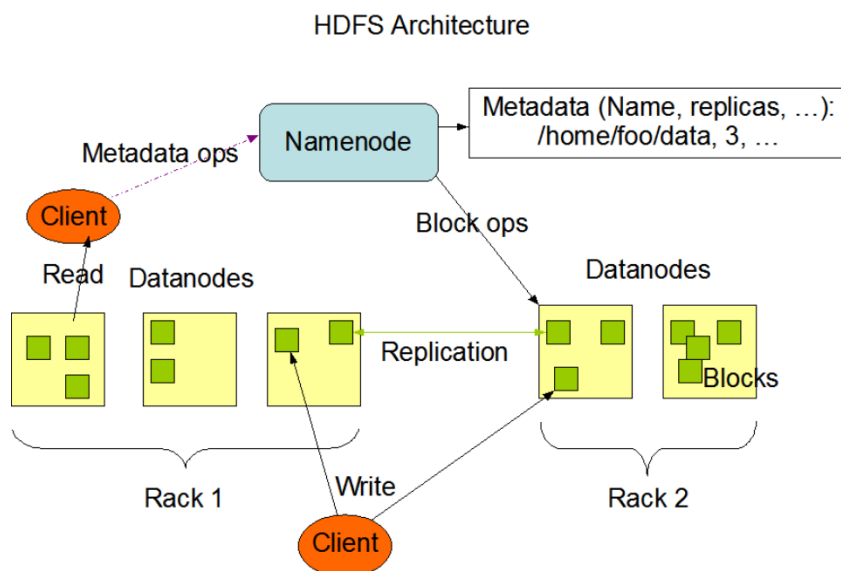 HDFS Architecture
Metadata (Name, replicas, …):
/home/foo/data, 3, …
Namenode
Metadata ops
Client
Block ops
Read
Datanodes
Datanodes
Replication
Blocks
Rack 1
Write
Rack 2
Client